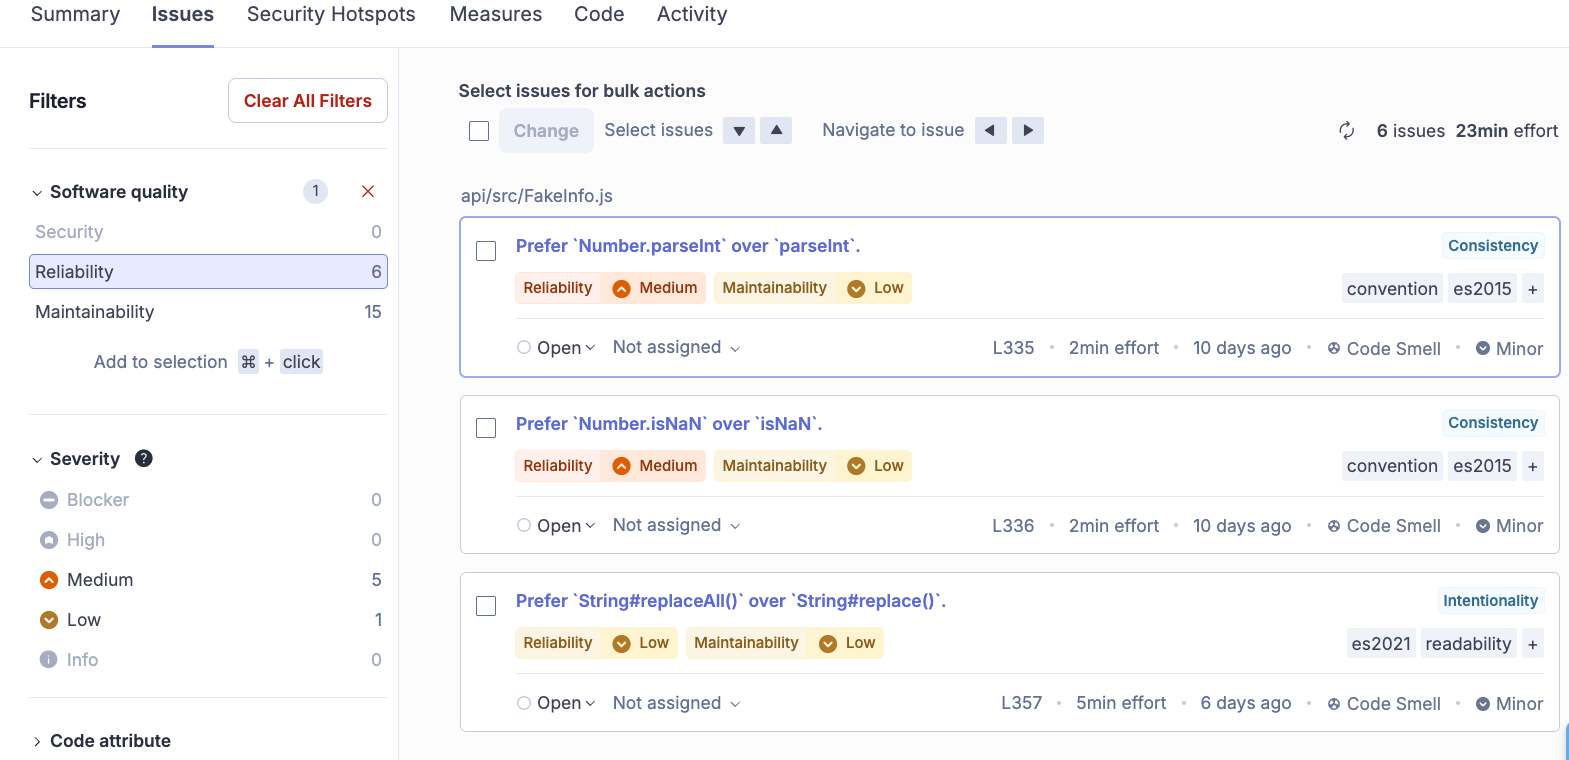 Summary Issues Security Hotspots Measures Code Activity
Filters
Clear All Filters
Software quality 1
Security 0
Reliability 6
Maintainability 15
Add to selection ⌘ + click
Severity ?
Blocker 0
High 0
Medium 5
Low 1
Info 0
Code attribute
Select issues for bulk actions
Change Select issues Navigate to issue 6 issues 23min effort
api/src/FakeInfo.js
Prefer `Number.parseInt` over `parseInt`. Consistency
Reliability Medium Maintainability Low convention es2015 +
Open Not assigned L335 • 2min effort • 10 days ago • Code Smell • Minor
Prefer `Number.isNaN` over `isNaN`. Consistency
Reliability Medium Maintainability Low convention es2015 +
Open Not assigned L336 • 2min effort • 10 days ago • Code Smell • Minor
Prefer `String#replaceAll()` over `String#replace()`. Intentionality
Reliability Low Maintainability Low es2021 readability +
Open Not assigned L357 • 5min effort • 6 days ago • Code Smell • Minor